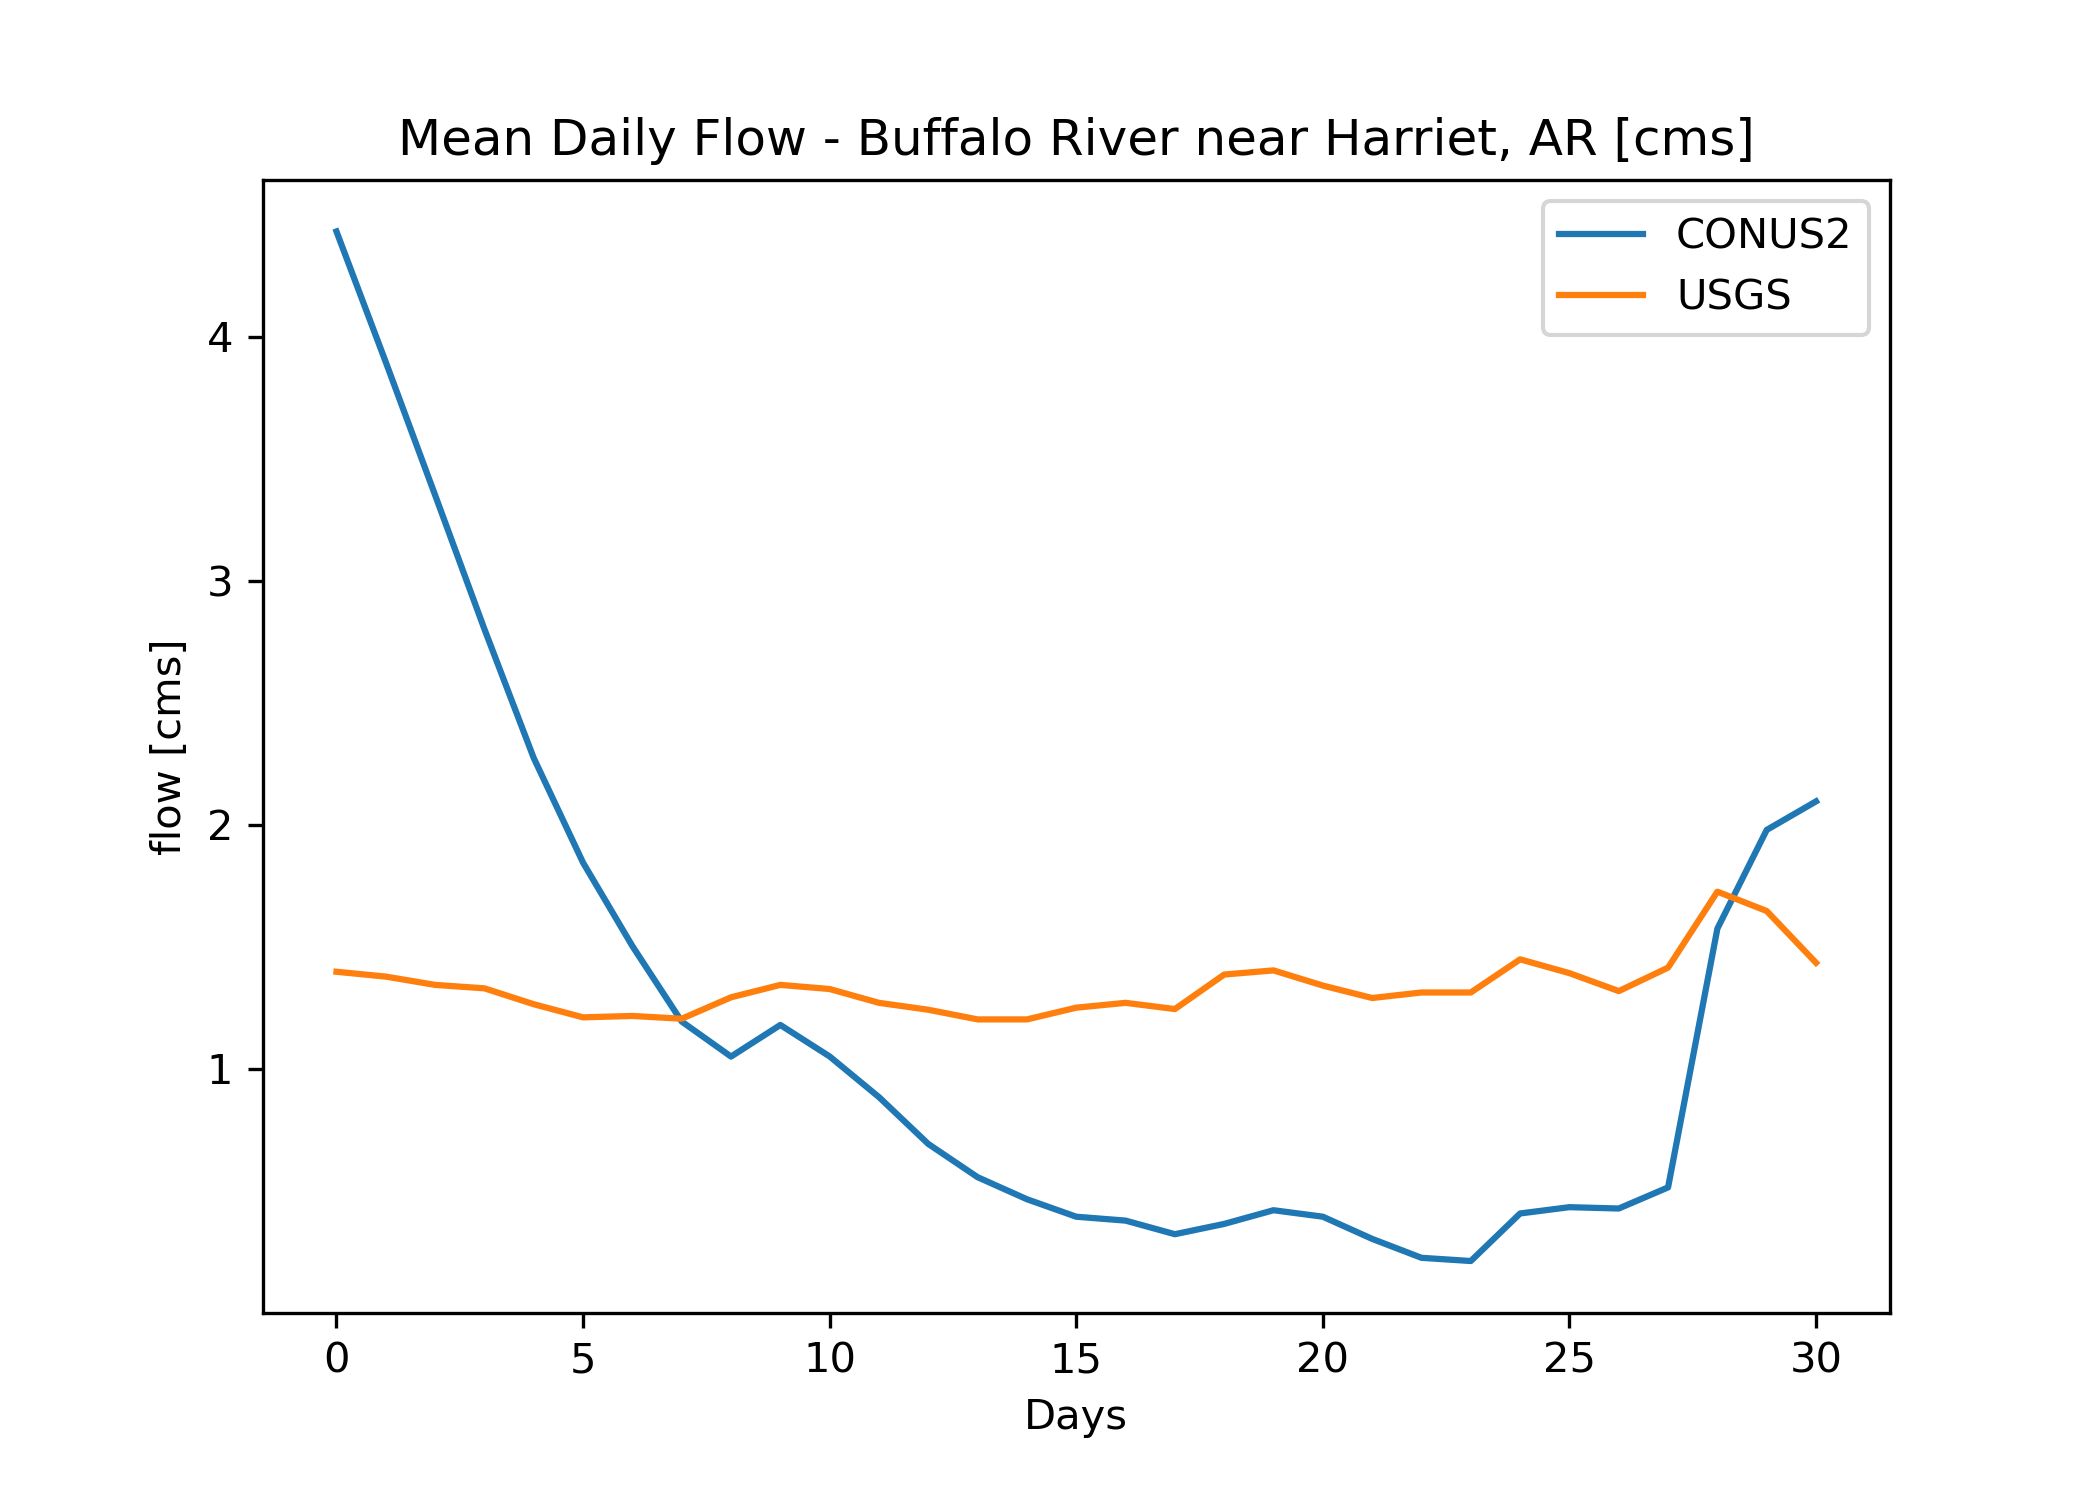 Mean Daily Flow - Buffalo River near Harriet, AR [cms]
CONUS2
USGS
4
3
2
1
flow [cms]
0 5 10 15 20 25 30
Days